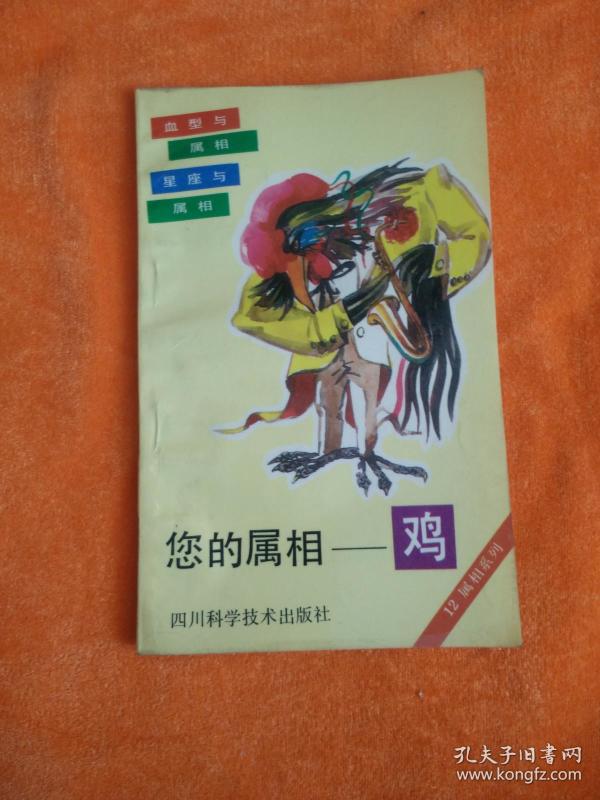 血型与
属相
星座与
属相
您的属相——鸡
12属相系列
四川科学技术出版社
孔夫子旧书网
www.kongfz.com